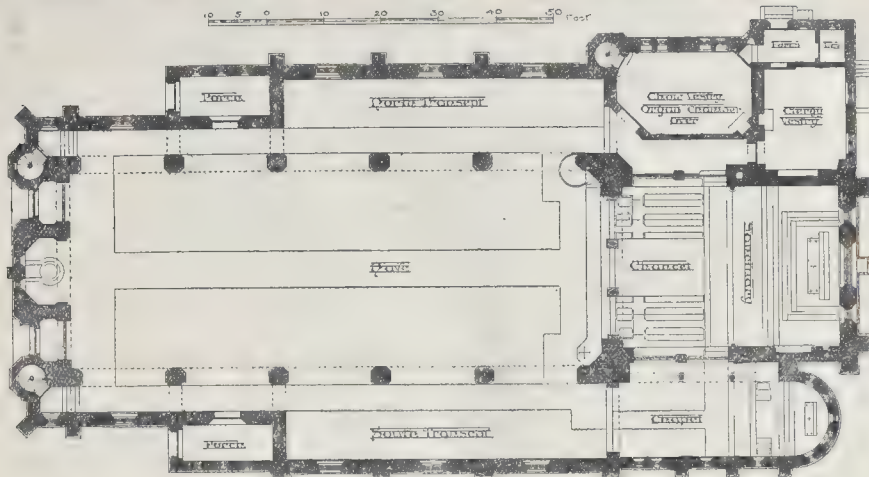 10 5 0 10 20 30 40 50 Feet
Porch
North Transept
Choir Vestry
Organ Chamber
over
Porch
Clergy
Vestry
Nave
Chancel
Sanctuary
Porch
South Transept
Chapel